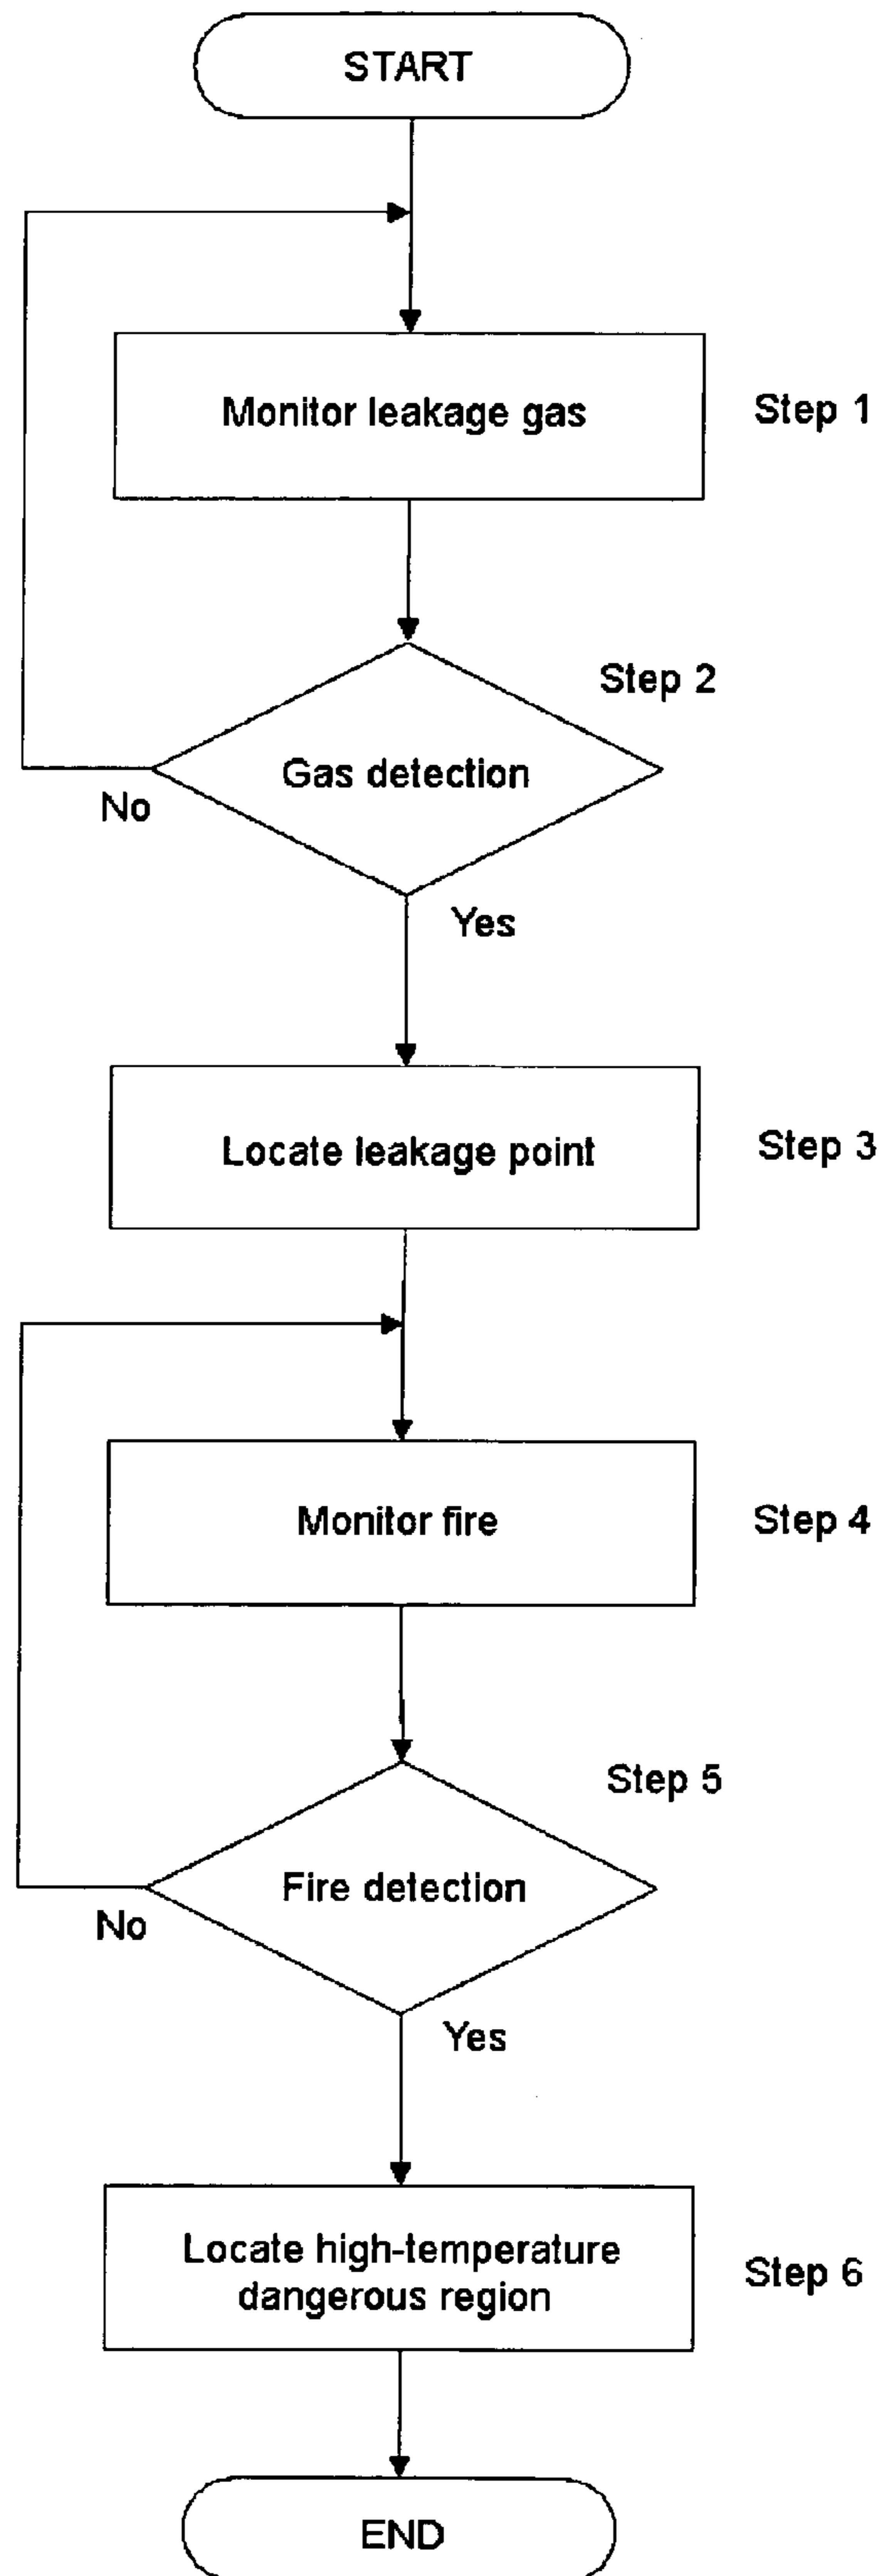 START
Monitor leakage gas
Step 1
Step 2
Gas detection
No
Yes
Locate leakage point
Step 3
Monitor fire
Step 4
Step 5
Fire detection
No
Yes
Locate high-temperature
dangerous region
Step 6
END